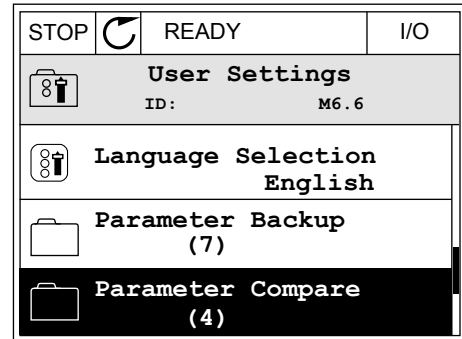 STOP READY I/O
User Settings
ID: M6.6
Language Selection
English
Parameter Backup
(7)
Parameter Compare
(4)